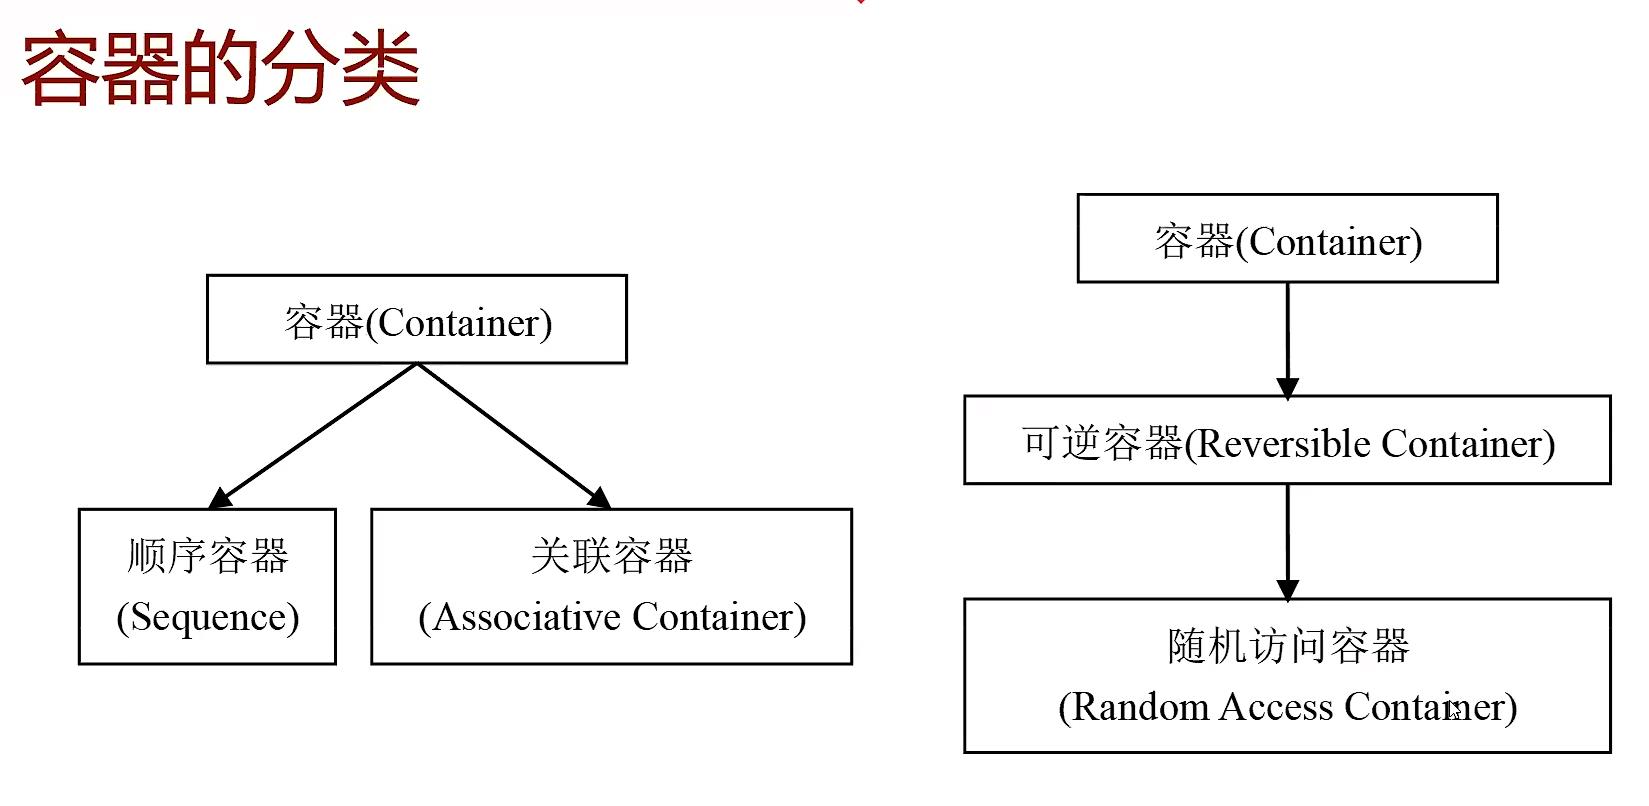 容器的分类
容器(Container)
顺序容器
(Sequence)
关联容器
(Associative Container)
容器(Container)
可逆容器(Reversible Container)
随机访问容器
(Random Access Container)